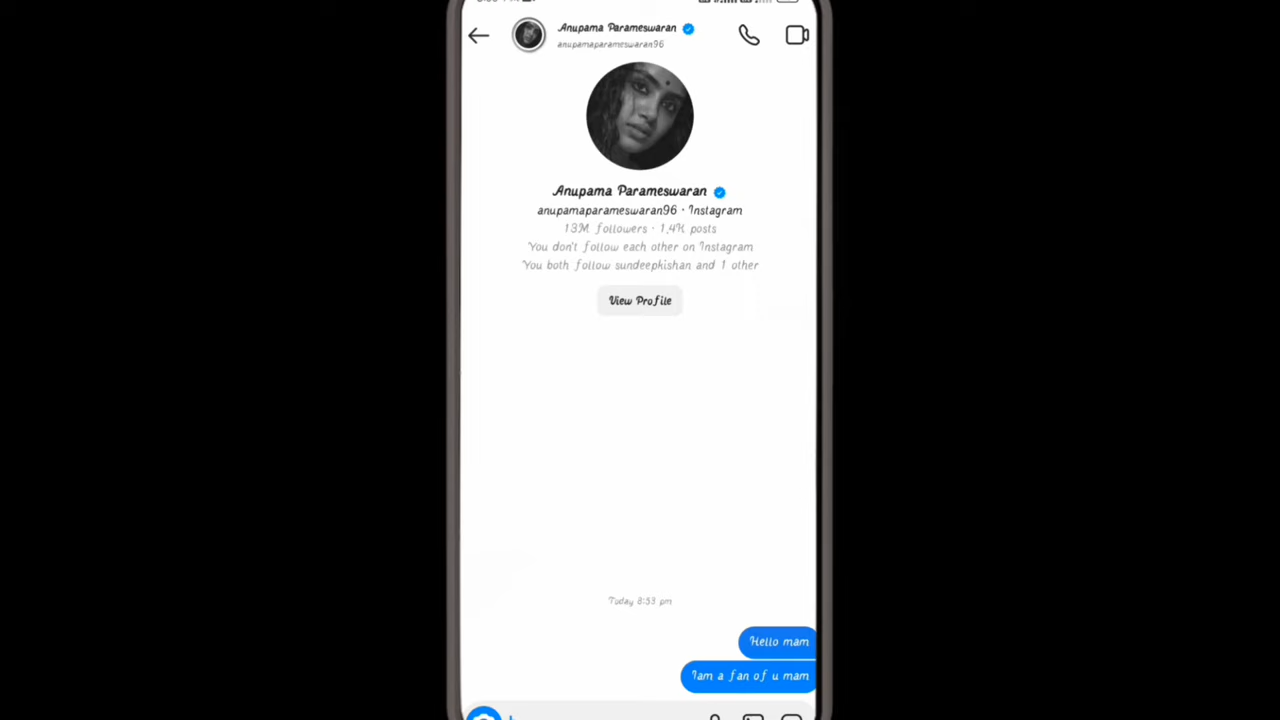 Anupama Parameswaran
anupamaparameswaran96
Anupama Parameswaran
anupamaparameswaran96 · Instagram
13M followers · 1,4K posts
You don't follow each other on Instagram
You both follow sundeepkishan and 1 other
View Profile
Today 8:53 pm
Hello mam
Iam a fan of u mam